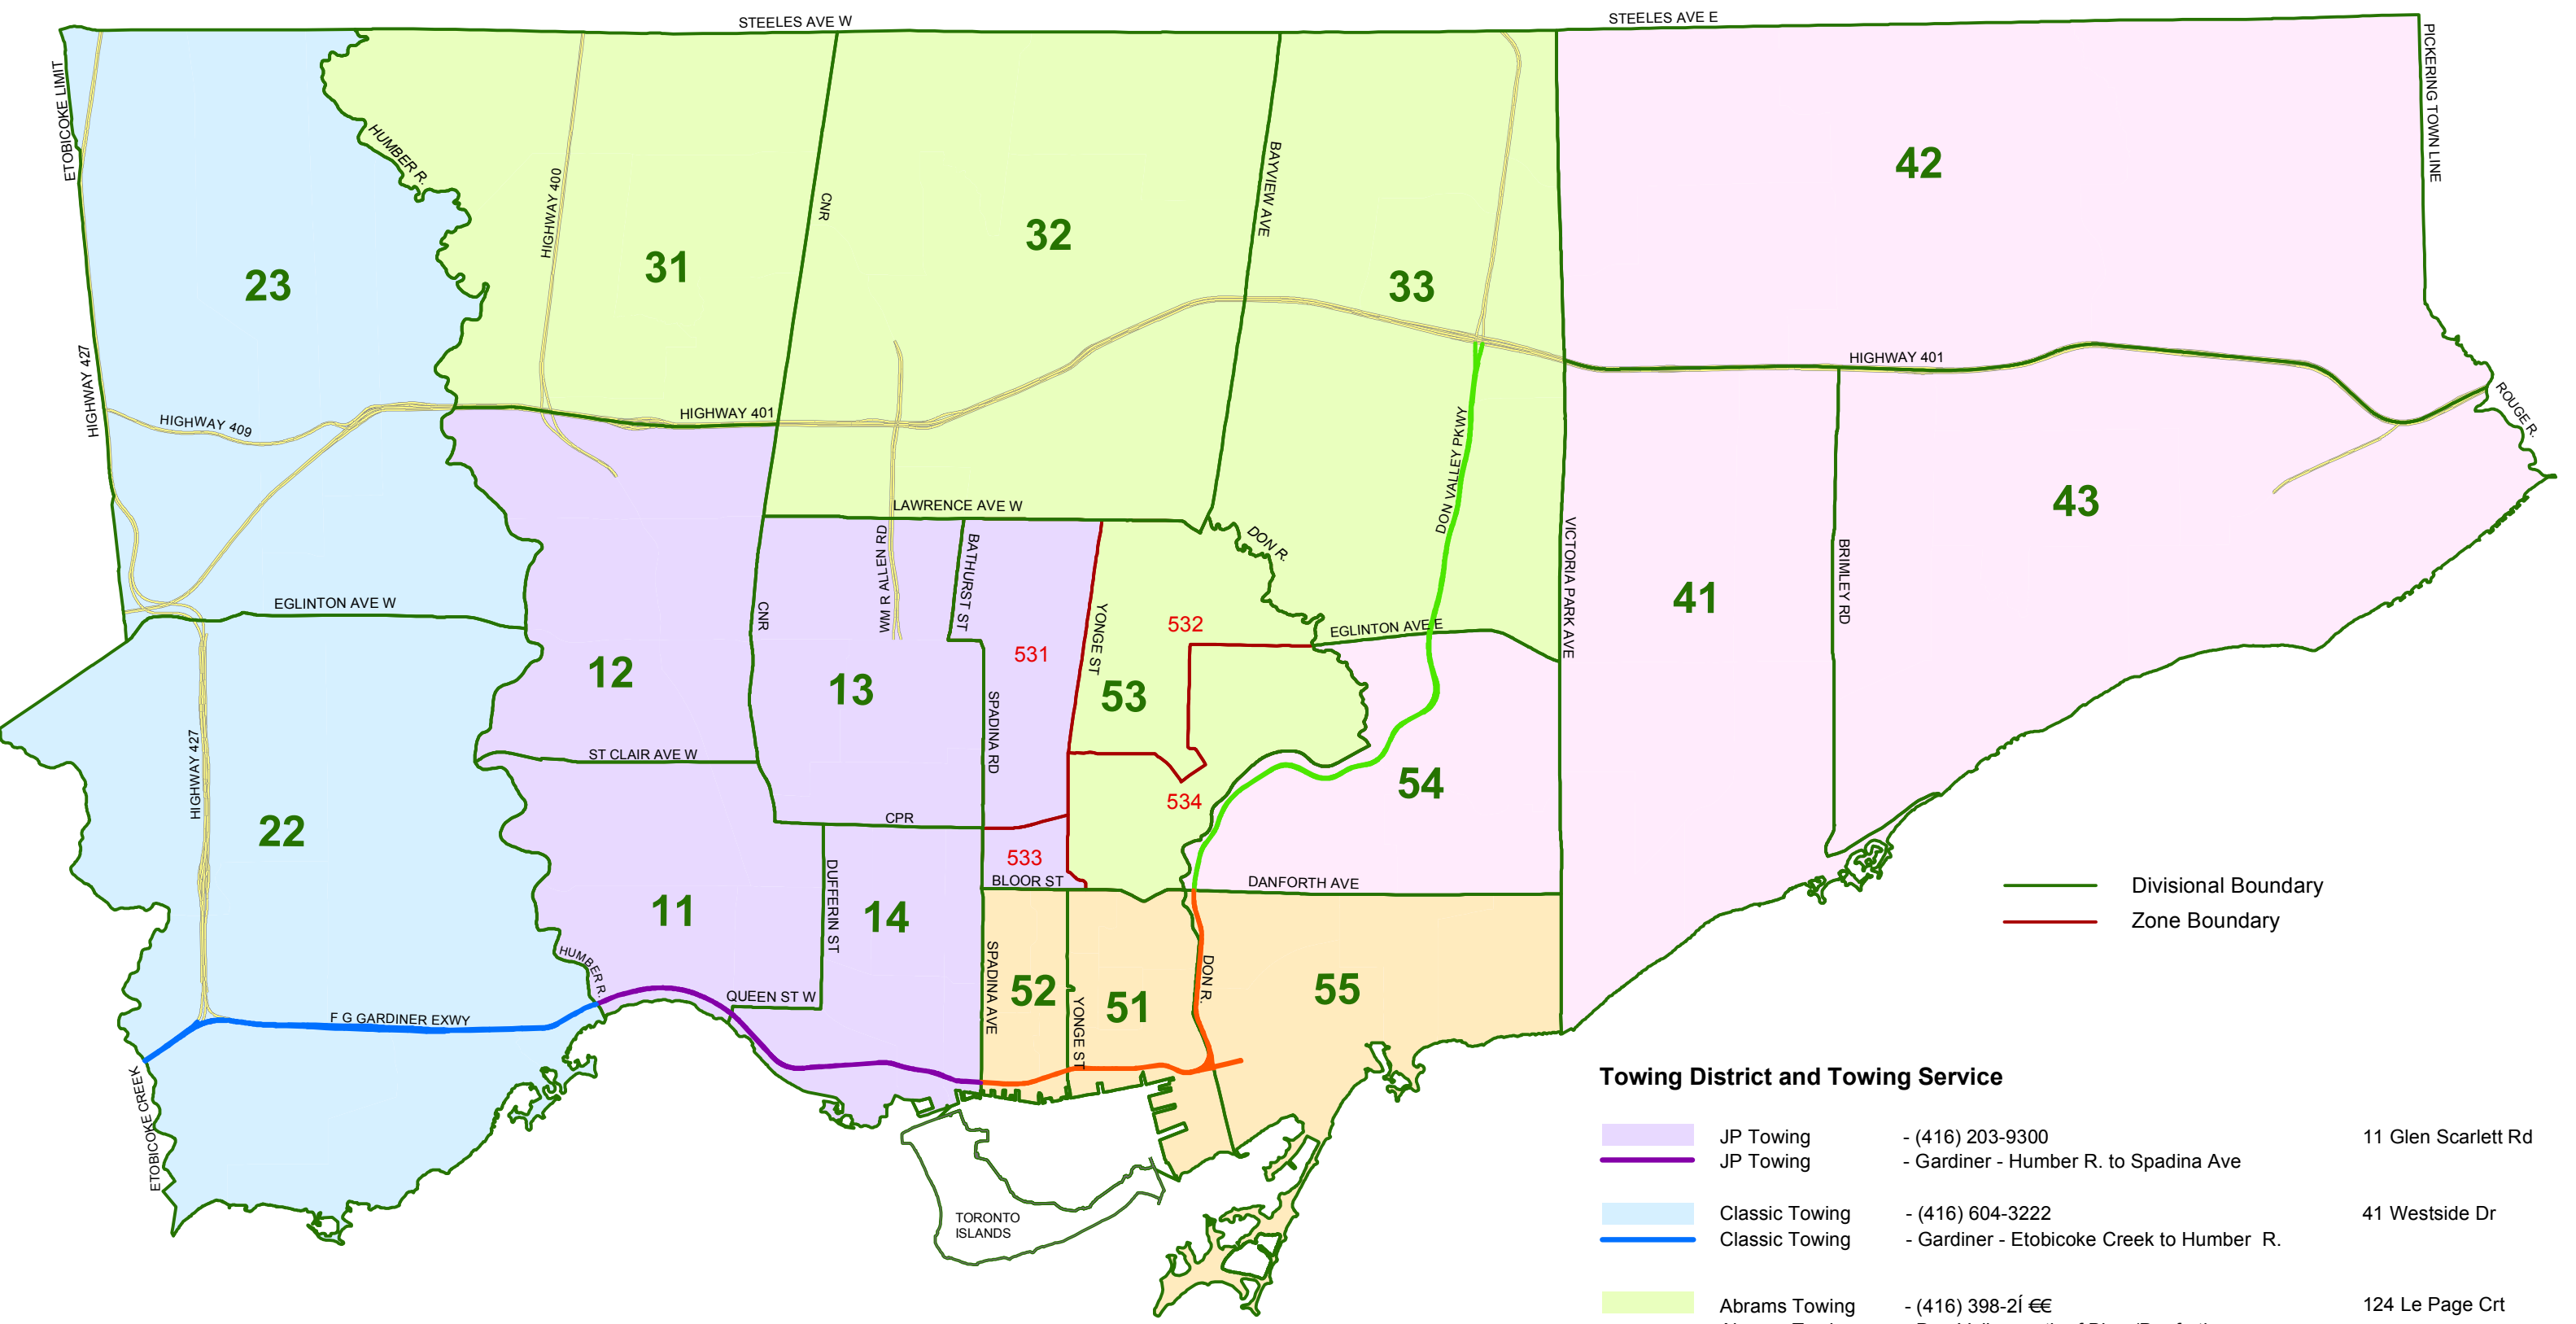 STEELES AVE W
STEELES AVE E
ETOBICOKE LIMIT
PICKERING TOWN LINE
HUMBER R.
HIGHWAY 400
CNR
BAYVIEW AVE
42
32
31
23
33
HIGHWAY 427
HIGHWAY 409
HIGHWAY 401
HIGHWAY 401
ROUGE R.
DON VALLEY PKWY
43
LAWRENCE AVE W
WM R ALLEN RD
BATHURST ST
DON R.
VICTORIA PARK AVE
BRIMLEY RD
EGLINTON AVE W
CNR
YONGE ST
532
EGLINTON AVE E
41
531
12
13
53
SPADINA RD
ST CLAIR AVE W
HIGHWAY 427
54
534
CPR
22
533
BLOOR ST
DANFORTH AVE
DUFFERIN ST
11
14
Divisional Boundary
Zone Boundary
HUMBER R.
SPADINA AVE
52
YONGE ST
51
DON R.
55
QUEEN ST W
F G GARDINER EXWY
ETOBICOKE CREEK
TORONTO
ISLANDS
Towing District and Towing Service
JP Towing - (416) 203-9300 11 Glen Scarlett Rd
JP Towing - Gardiner - Humber R. to Spadina Ave
Classic Towing - (416) 604-3222 41 Westside Dr
Classic Towing - Gardiner - Etobicoke Creek to Humber R.
Abrams Towing - (416) 398-2Í €€ 124 Le Page Crt